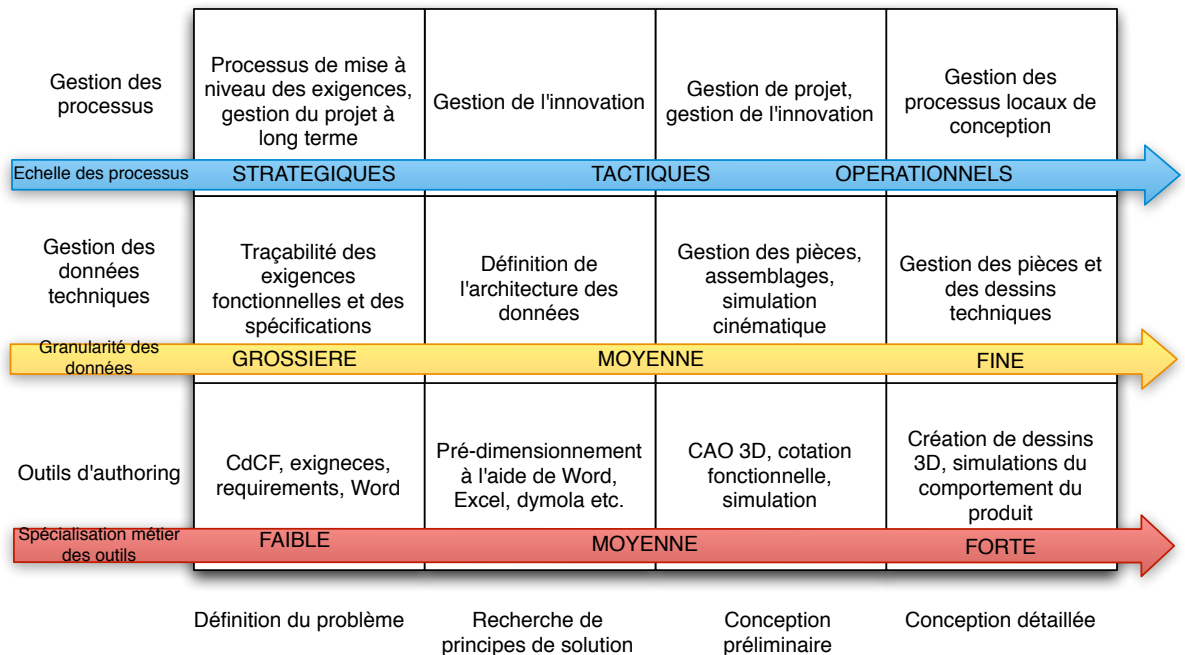 Gestion des
processus
Processus de mise à
niveau des exigences,
gestion du projet à
long terme
Gestion de l'innovation
Gestion de projet,
gestion de l'innovation
Gestion des
processus locaux de
conception
Echelle des processus
STRATEGIQUES
TACTIQUES
OPERATIONNELS
Gestion des
données
techniques
Traçabilité des
exigences
fonctionnelles et des
spécifications
Définition de
l'architecture des
données
Gestion des pièces,
assemblages,
simulation
cinématique
Gestion des pièces et
des dessins
techniques
Granularité des
données
GROSSIERE
MOYENNE
FINE
Outils d'authoring
CdCF, exigneces,
requirements, Word
Pré-dimensionnement
à l'aide de Word,
Excel, dymola etc.
CAO 3D, cotation
fonctionnelle,
simulation
Création de dessins
3D, simulations du
comportement du
produit
Spécialisation métier
des outils
FAIBLE
MOYENNE
FORTE
Définition du problème
Recherche de
principes de solution
Conception
préliminaire
Conception détaillée